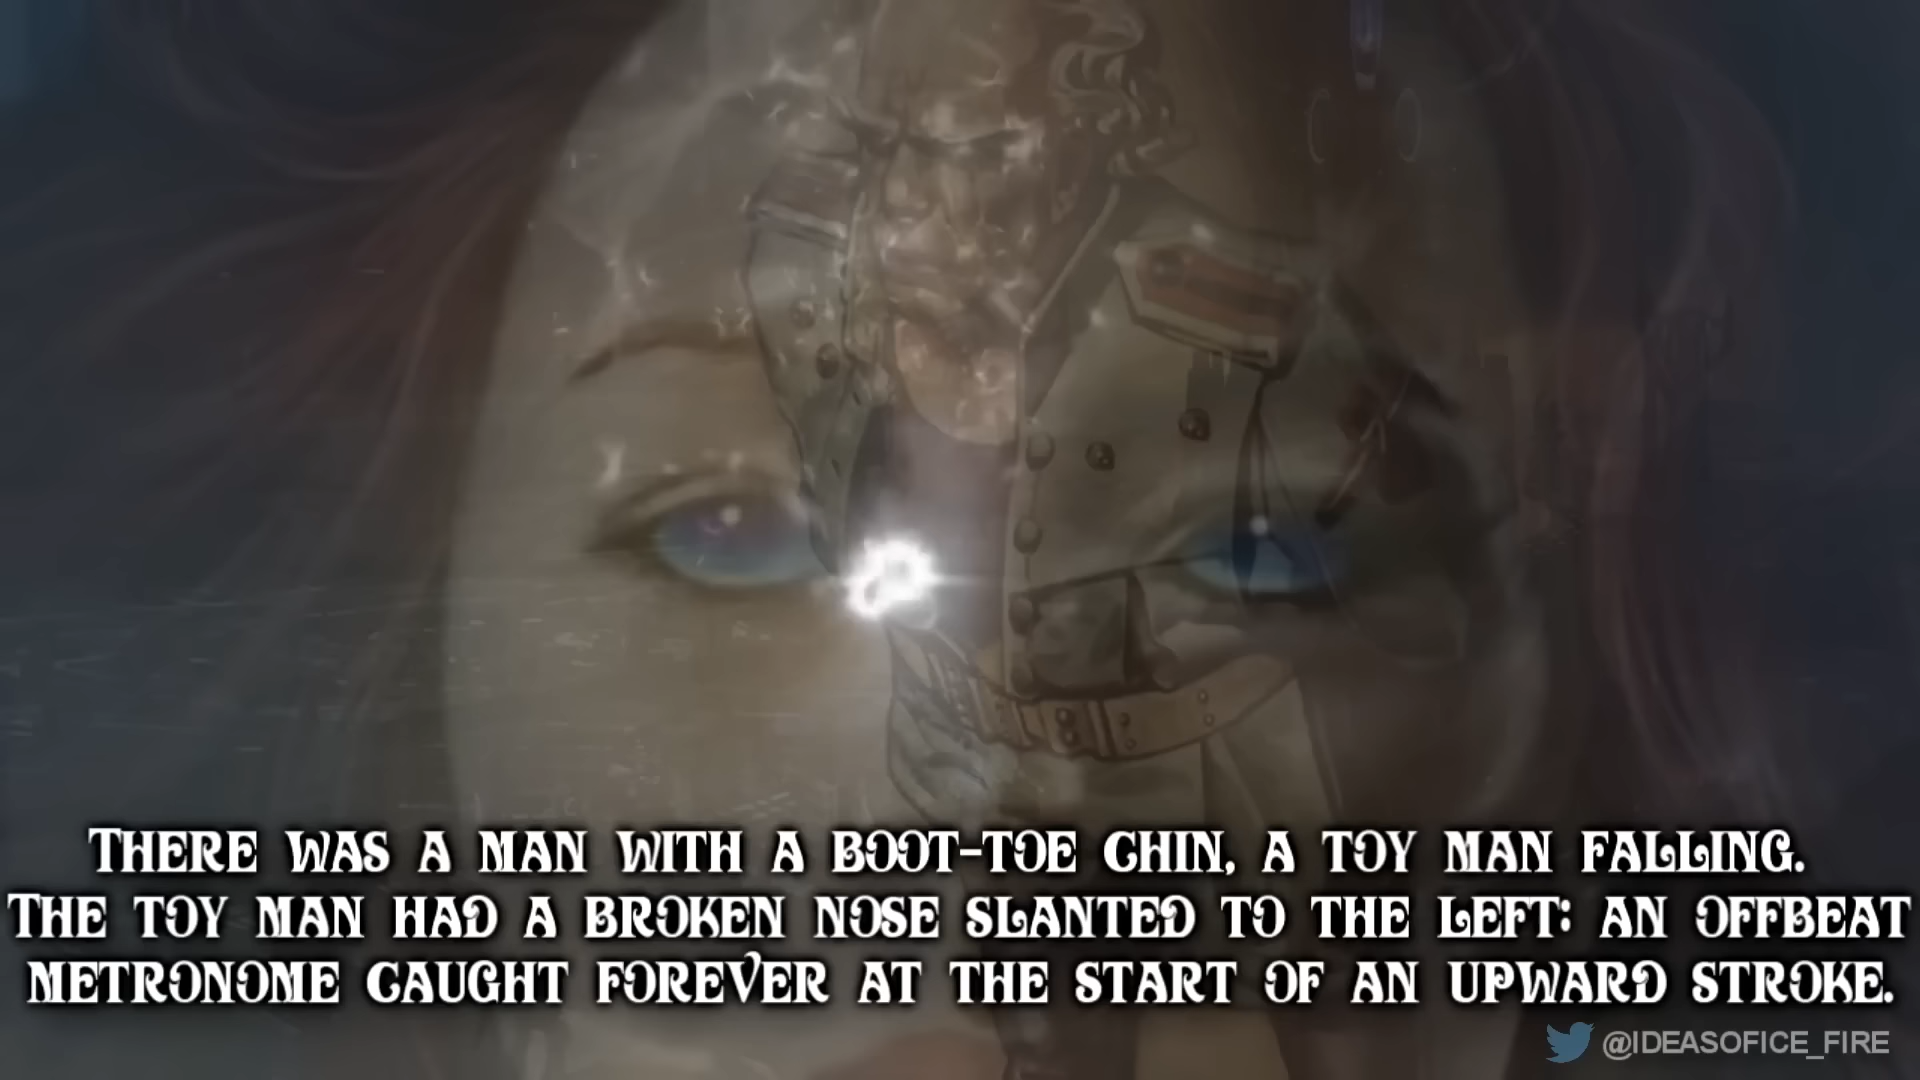 There was a man with a boot-toe chin, a toy man falling.
The toy man had a broken nose slanted to the left: an offbeat
metronome caught forever at the start of an upward stroke.
@IDEASOFICE_FIRE